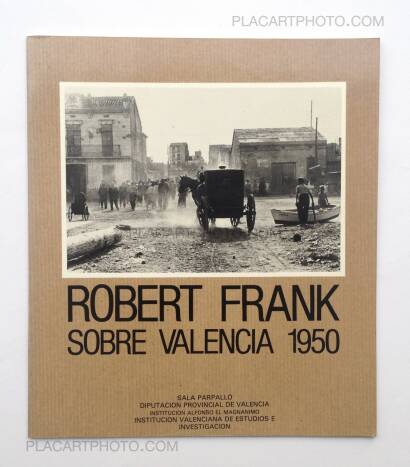 PLACARTPHOTO.COM
ROBERT FRANK
SOBRE VALENCIA 1950
SALA PARPALLO
DIPUTACION PROVINCIAL DE VALENCIA
INSTITUCION ALFONSO EL MAGNANIMO
INSTITUCION VALENCIANA DE ESTUDIOS E
INVESTIGACION
PLACARTPHOTO.COM